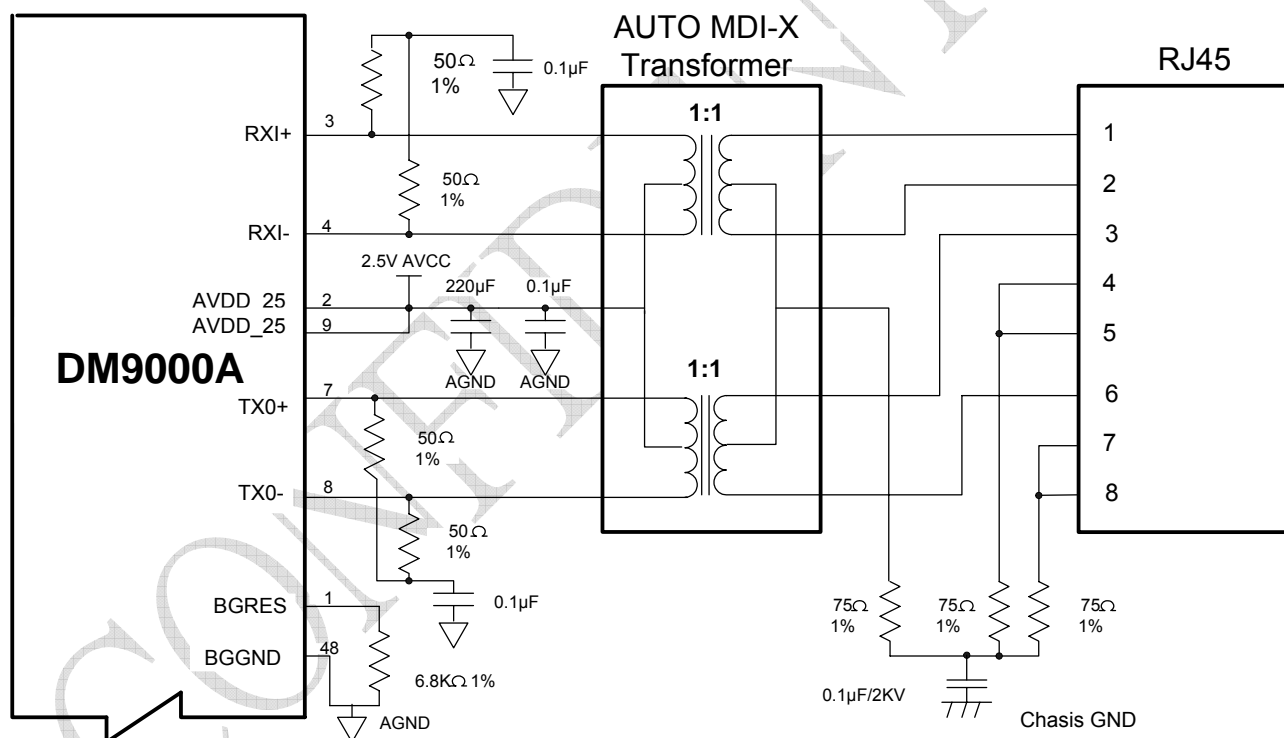 AUTO MDI-X
Transformer
RJ45
50Ω
1%
0.1µF
1:1
RXI+
3
1
50Ω
1%
2
RXI-
4
3
2.5V AVCC
4
AVDD_25
2
220µF
0.1µF
AVDD_25
9
5
DM9000A
AGND
AGND
1:1
TX0+
7
6
50Ω
1%
7
TX0-
8
8
50Ω
1%
BGRES
1
0.1µF
75Ω
1%
75Ω
1%
75Ω
1%
BGGND
48
6.8KΩ 1%
0.1µF/2KV
AGND
Chasis GND